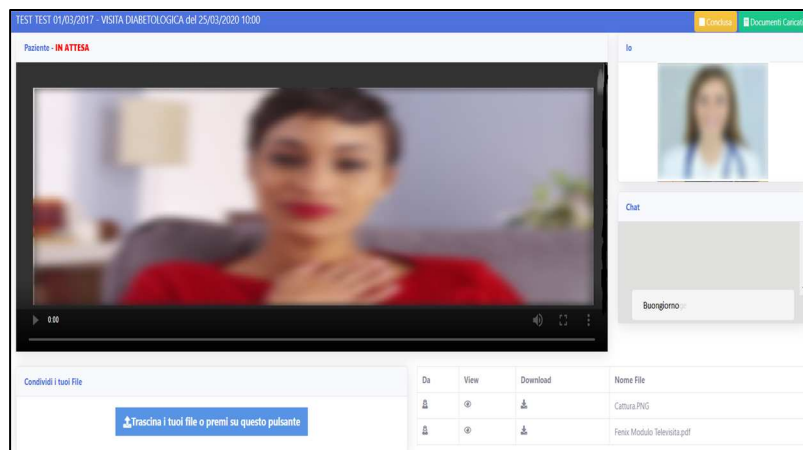 TEST TEST 01/03/2017 - VISITA DIABETOLOGICA del 25/03/2020 10:00
Conclusa
Documenti Caricati
Paziente - IN ATTESA
Io
Chat
Buongiorno
0:00
Condividi i tuoi File
Trascina i tuoi file o premi su questo pulsante
Da View Download Nome File
Cattura.PNG
Fenix Modulo Televisita.pdf